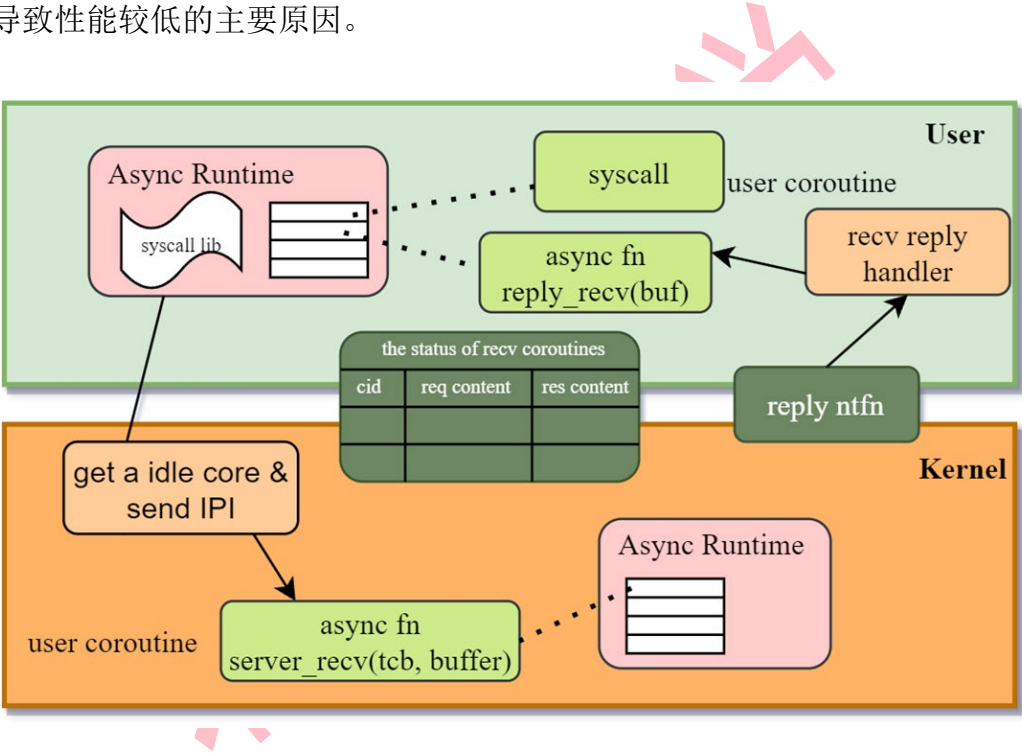 导致性能较低的主要原因。
User
Async Runtime
syscall lib
syscall
user coroutine
async fn
reply_recv(buf)
recv reply
handler
the status of recv coroutines
cid req content res content
reply ntfn
Kernel
get a idle core &
send IPI
Async Runtime
user coroutine
async fn
server_recv(tcb, buffer)